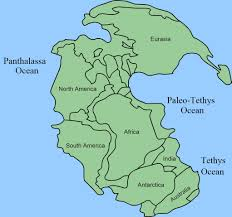 Eurasia
Panthalassa
Ocean
North America
Paleo-Tethys
Ocean
Africa
South America
India
Tethys
Ocean
Antarctica
Australia